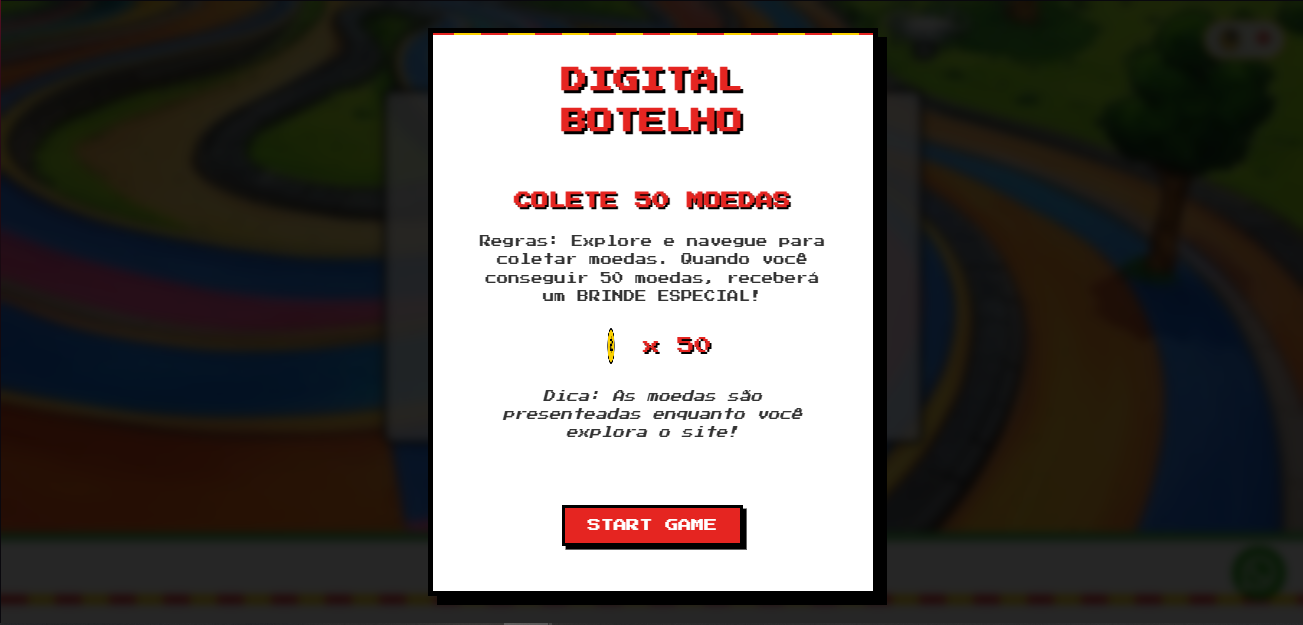 DIGITAL
BOTELHO
COLETE 50 MOEDAS
Regras: Explore e navegue para
coletar moedas. Quando você
conseguir 50 moedas, receberá
um BRINDE ESPECIAL!
x 50
Dica: As moedas são
presenteadas enquanto você
explora o site!
START GAME